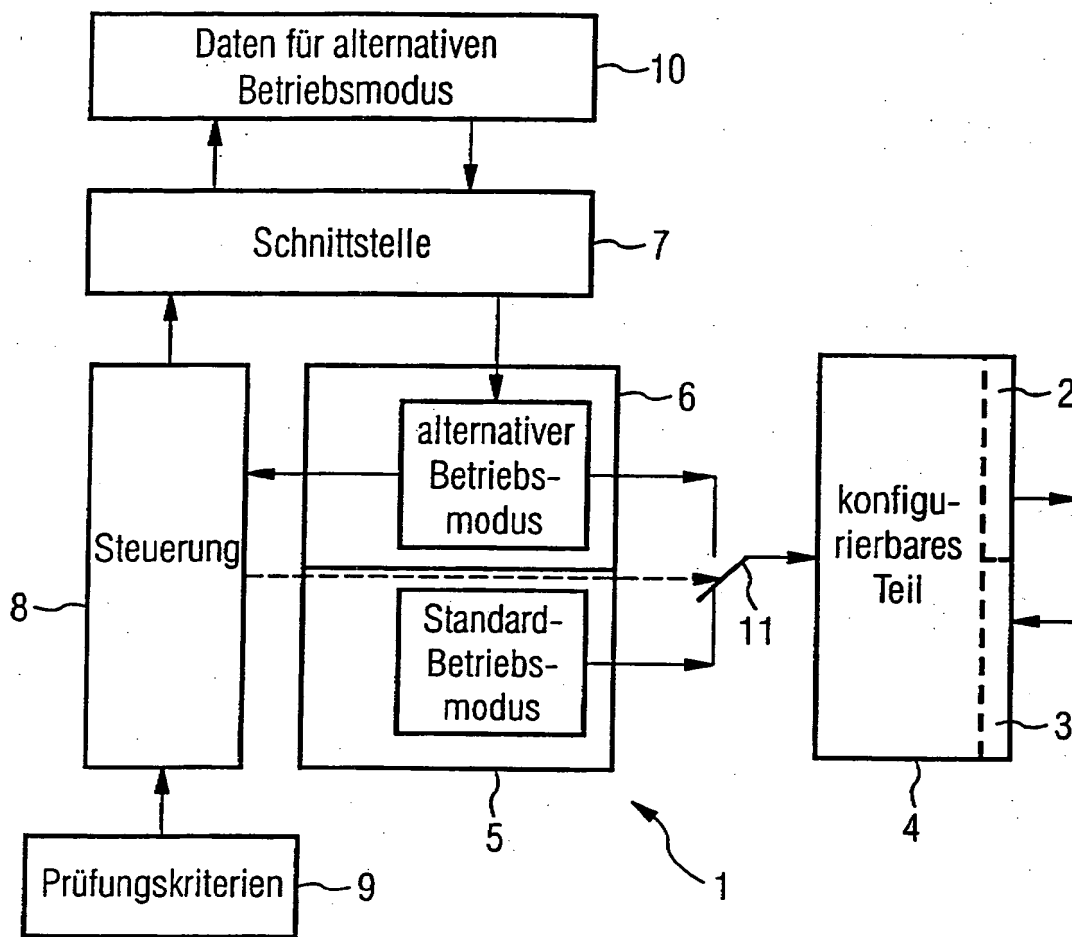 Daten für alternativen
Betriebsmodus
10
Schnittstelle
7
6
alternativer
Betriebs-
modus
2
konfigu-
rierbares
Teil
Steuerung
8
11
Standard-
Betriebs-
modus
3
5
4
1
Prüfungskriterien
9